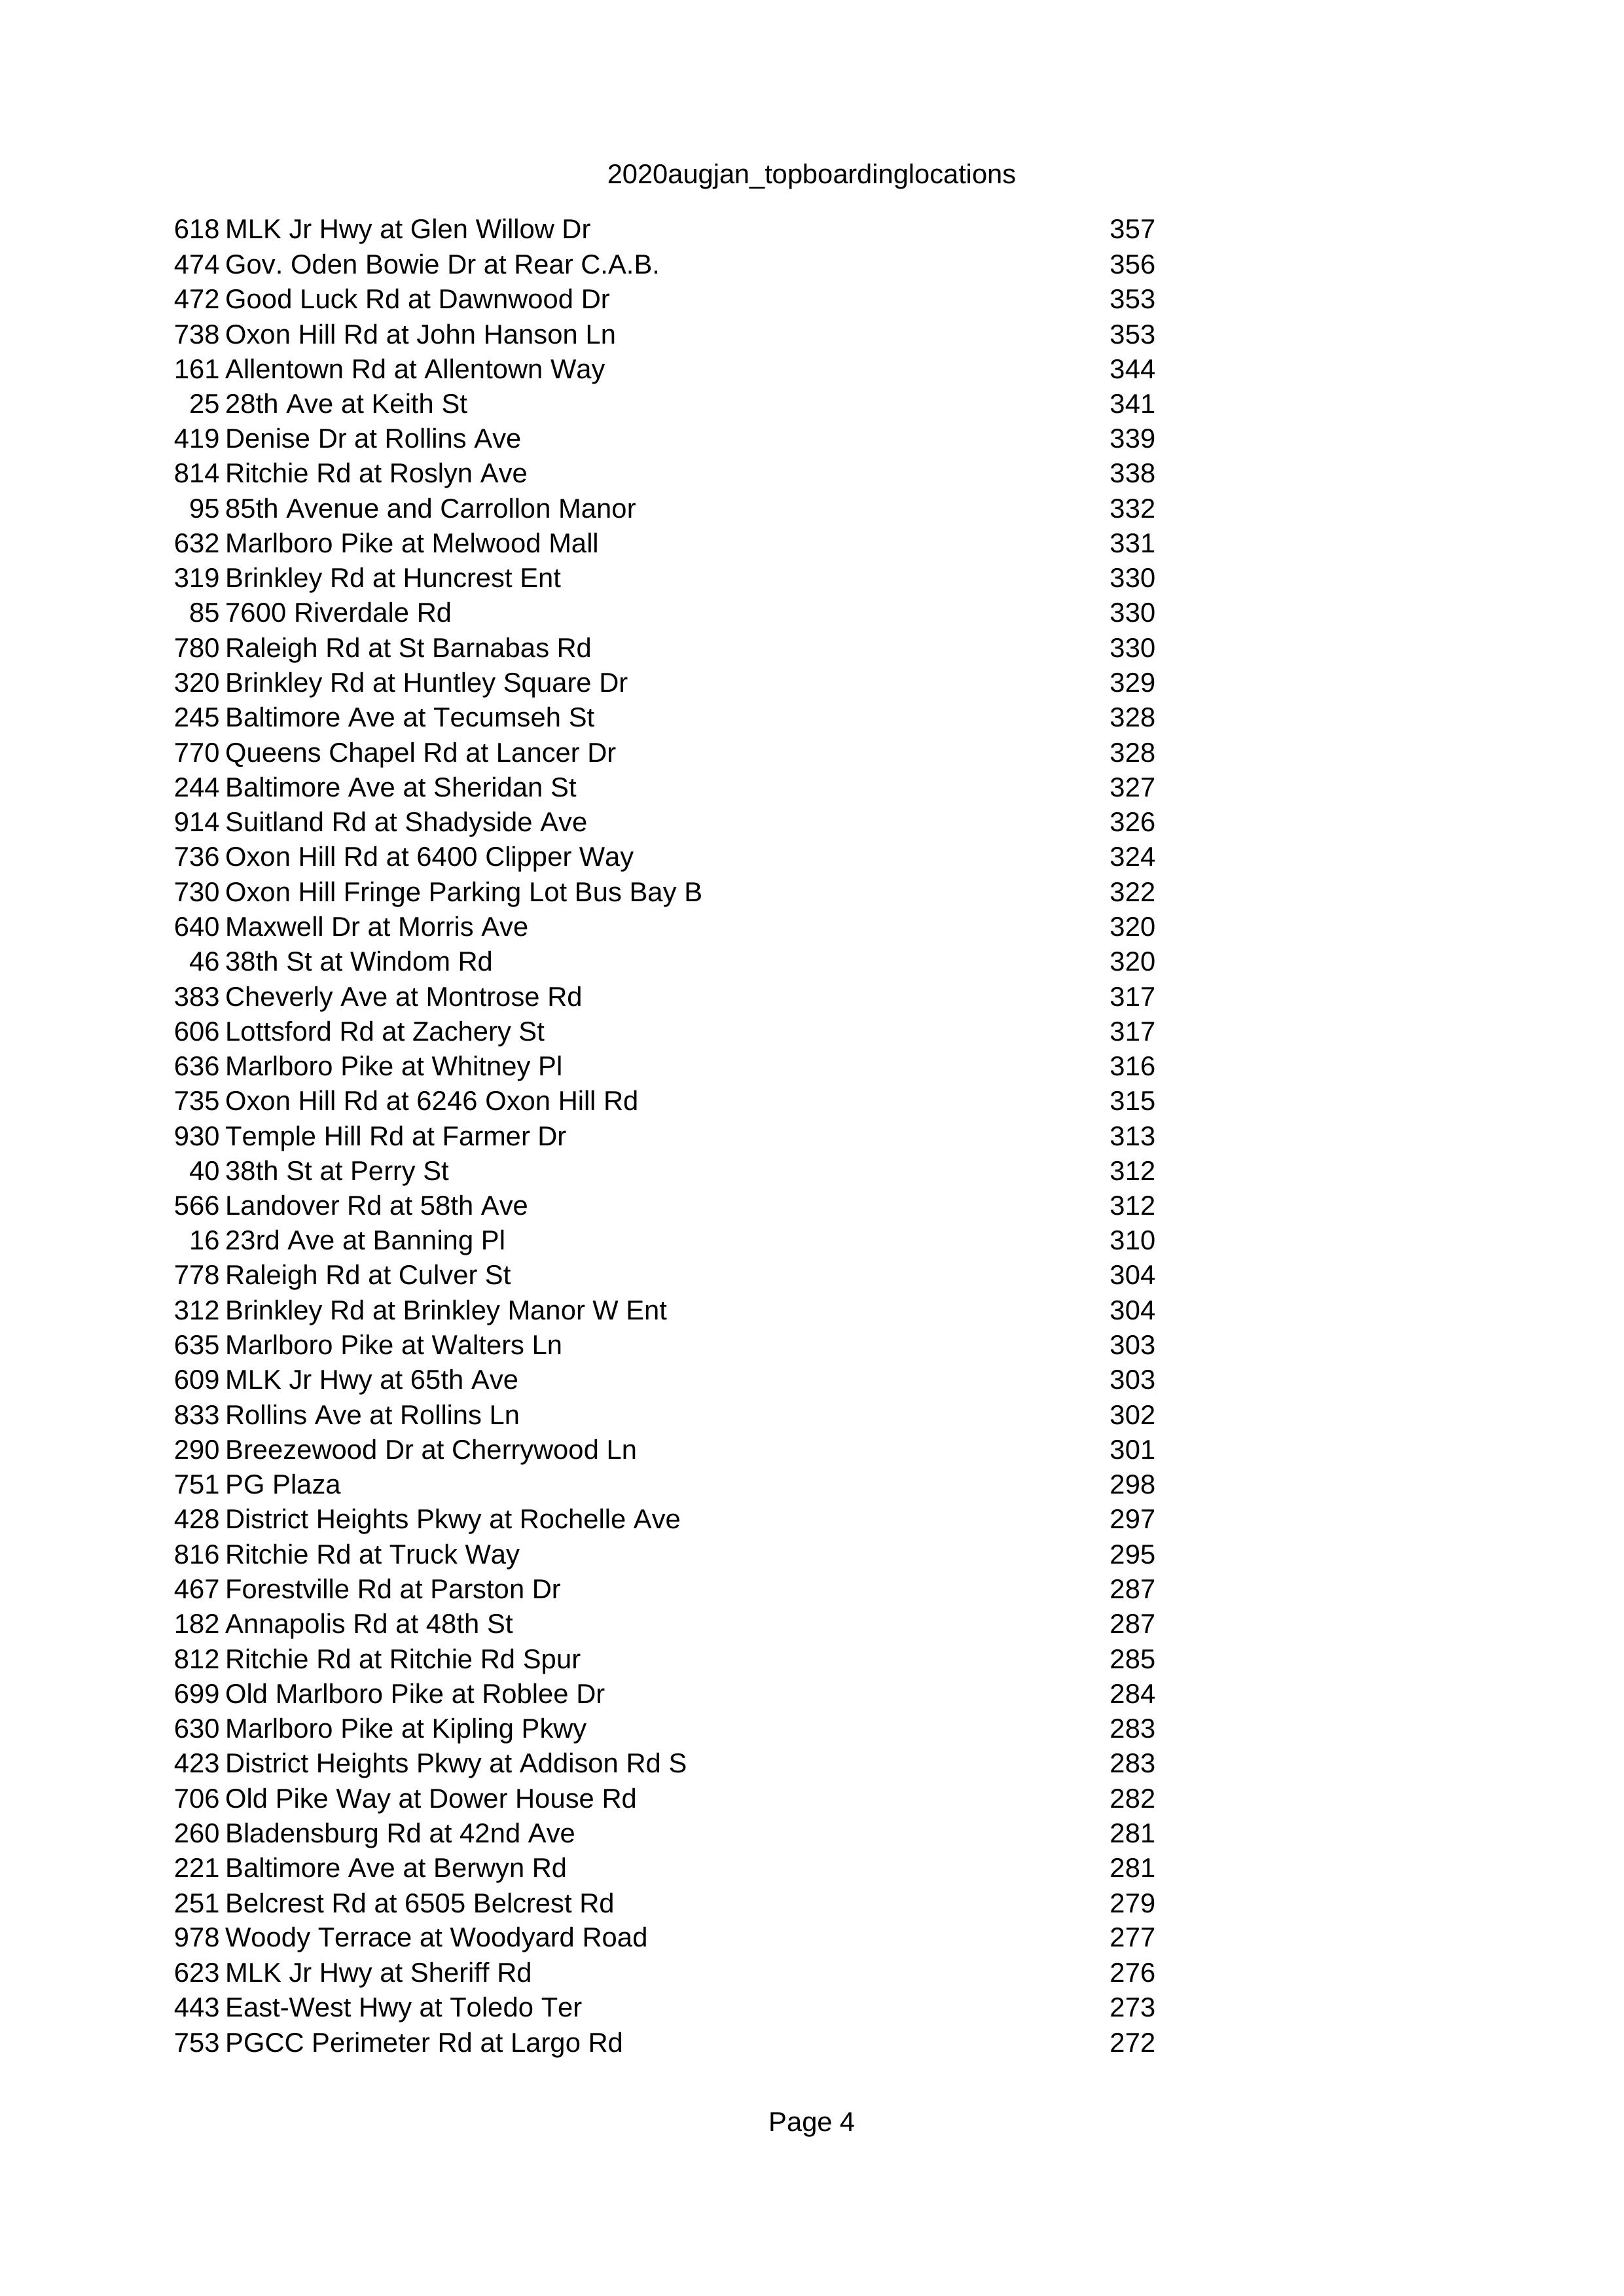 2020augjan_topboardinglocations
618 MLK Jr Hwy at Glen Willow Dr 357
474 Gov. Oden Bowie Dr at Rear C.A.B. 356
472 Good Luck Rd at Dawnwood Dr 353
738 Oxon Hill Rd at John Hanson Ln 353
161 Allentown Rd at Allentown Way 344
25 28th Ave at Keith St 341
419 Denise Dr at Rollins Ave 339
814 Ritchie Rd at Roslyn Ave 338
95 85th Avenue and Carrollon Manor 332
632 Marlboro Pike at Melwood Mall 331
319 Brinkley Rd at Huncrest Ent 330
85 7600 Riverdale Rd 330
780 Raleigh Rd at St Barnabas Rd 330
320 Brinkley Rd at Huntley Square Dr 329
245 Baltimore Ave at Tecumseh St 328
770 Queens Chapel Rd at Lancer Dr 328
244 Baltimore Ave at Sheridan St 327
914 Suitland Rd at Shadyside Ave 326
736 Oxon Hill Rd at 6400 Clipper Way 324
730 Oxon Hill Fringe Parking Lot Bus Bay B 322
640 Maxwell Dr at Morris Ave 320
46 38th St at Windom Rd 320
383 Cheverly Ave at Montrose Rd 317
606 Lottsford Rd at Zachery St 317
636 Marlboro Pike at Whitney Pl 316
735 Oxon Hill Rd at 6246 Oxon Hill Rd 315
930 Temple Hill Rd at Farmer Dr 313
40 38th St at Perry St 312
566 Landover Rd at 58th Ave 312
16 23rd Ave at Banning Pl 310
778 Raleigh Rd at Culver St 304
312 Brinkley Rd at Brinkley Manor W Ent 304
635 Marlboro Pike at Walters Ln 303
609 MLK Jr Hwy at 65th Ave 303
833 Rollins Ave at Rollins Ln 302
290 Breezewood Dr at Cherrywood Ln 301
751 PG Plaza 298
428 District Heights Pkwy at Rochelle Ave 297
816 Ritchie Rd at Truck Way 295
467 Forestville Rd at Parston Dr 287
182 Annapolis Rd at 48th St 287
812 Ritchie Rd at Ritchie Rd Spur 285
699 Old Marlboro Pike at Roblee Dr 284
630 Marlboro Pike at Kipling Pkwy 283
423 District Heights Pkwy at Addison Rd S 283
706 Old Pike Way at Dower House Rd 282
260 Bladensburg Rd at 42nd Ave 281
221 Baltimore Ave at Berwyn Rd 281
251 Belcrest Rd at 6505 Belcrest Rd 279
978 Woody Terrace at Woodyard Road 277
623 MLK Jr Hwy at Sheriff Rd 276
443 East-West Hwy at Toledo Ter 273
753 PGCC Perimeter Rd at Largo Rd 272
Page 4